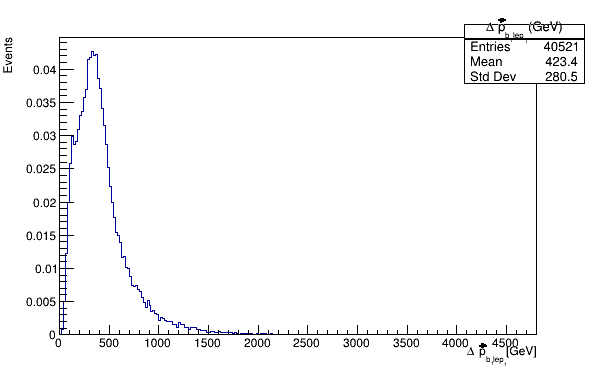 Δ p⃗ b,lep₁ (GeV)
Entries 40521
Mean 423.4
Std Dev 280.5
Events
0.04
0.035
0.03
0.025
0.02
0.015
0.01
0.005
0
0 500 1000 1500 2000 2500 3000 3500 4000 4500
Δ p⃗ b,lep₁ [GeV]